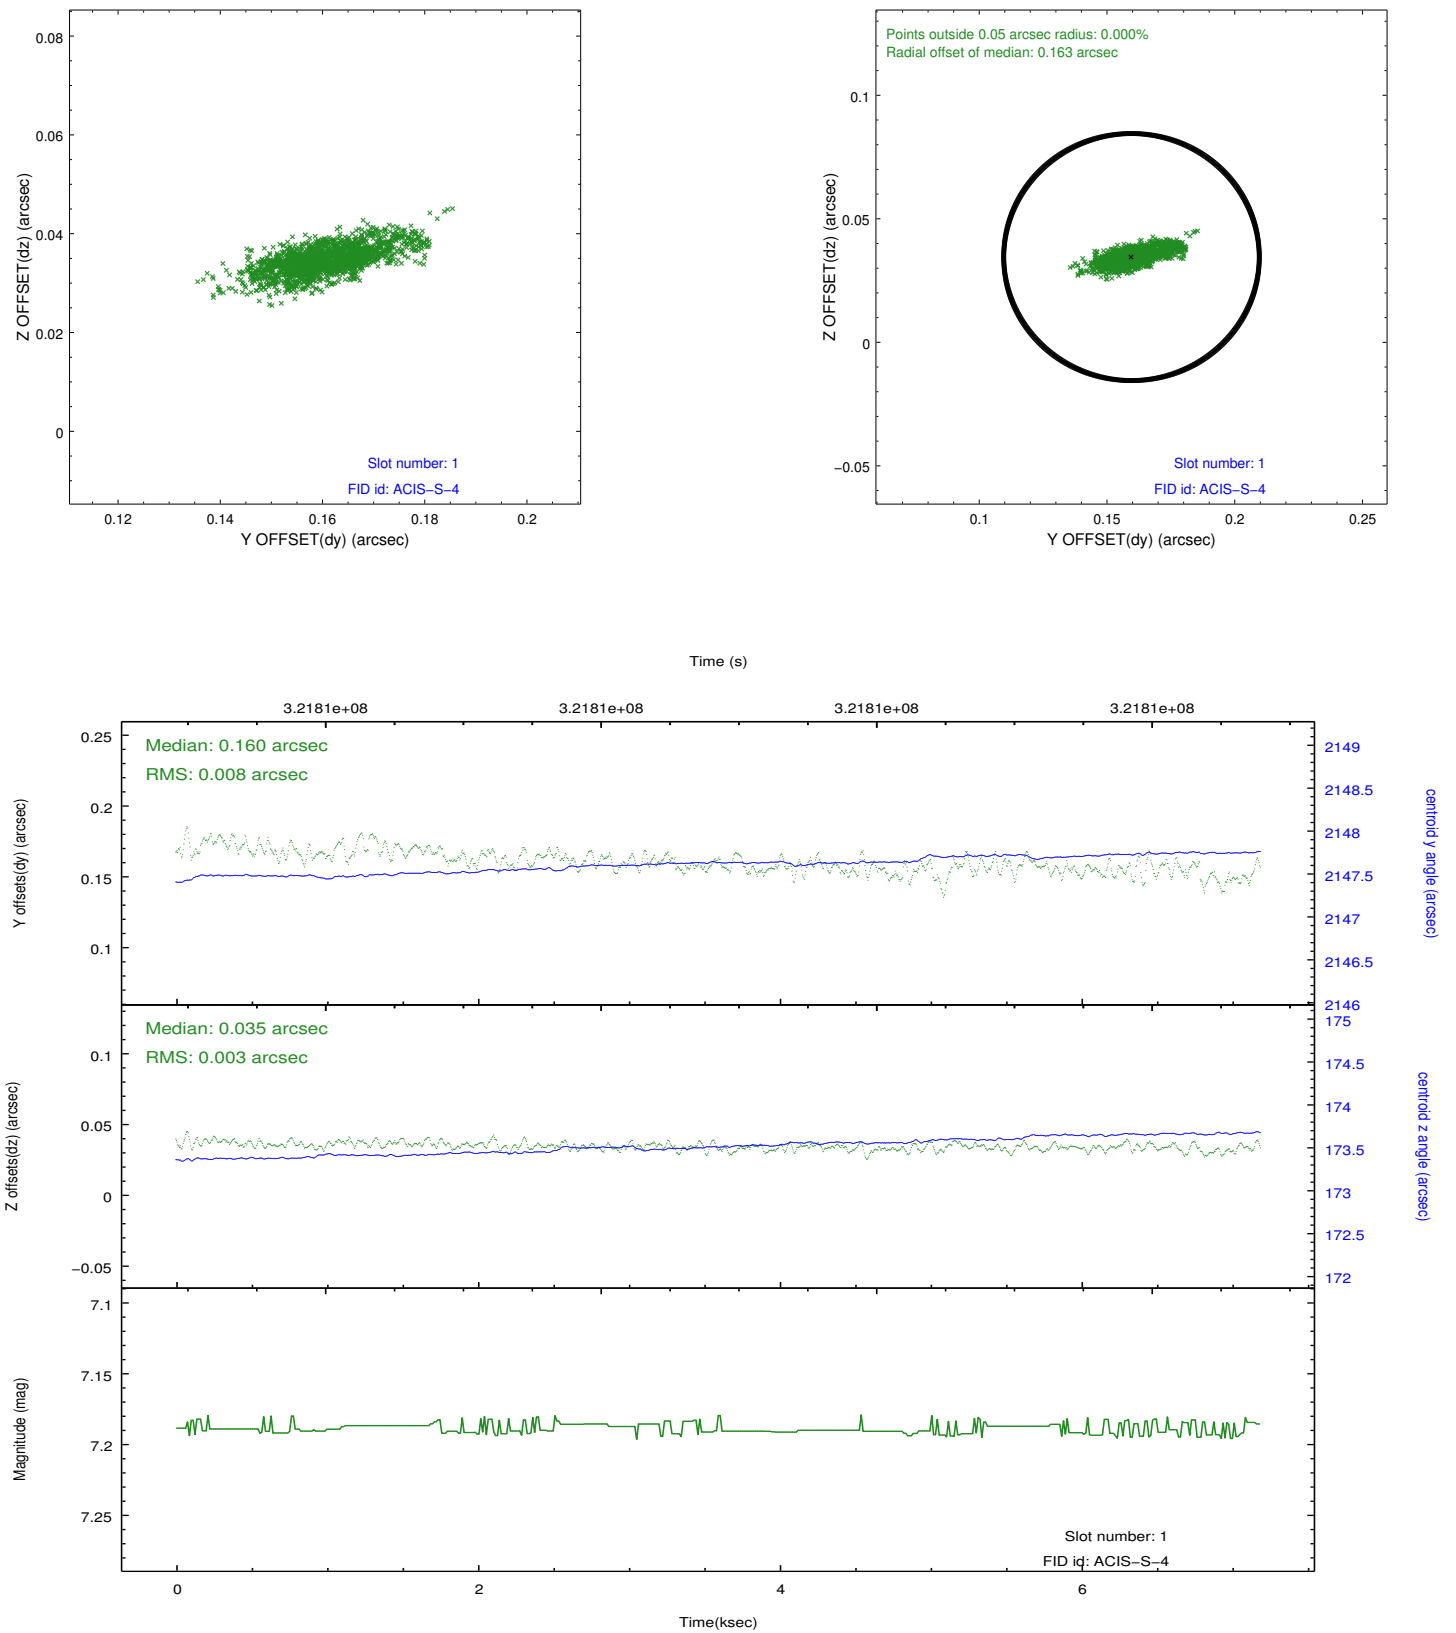 0.08
0.06
0.04
0.02
0
Z OFFSET(dz) (arcsec)
Slot number: 1
FID id: ACIS−S−4
0.12 0.14 0.16 0.18 0.2
Y OFFSET(dy) (arcsec)
Points outside 0.05 arcsec radius: 0.000%
Radial offset of median: 0.163 arcsec
0.1
0.05
0
−0.05
Z OFFSET(dz) (arcsec)
Slot number: 1
FID id: ACIS−S−4
0.1 0.15 0.2 0.25
Y OFFSET(dy) (arcsec)
Time (s)
3.2181e+08 3.2181e+08 3.2181e+08 3.2181e+08
Median: 0.160 arcsec
RMS: 0.008 arcsec
0.25
0.2
0.15
0.1
Y offsets(dy) (arcsec)
2149
2148.5
2148
2147.5
2147
2146.5
2146
centroid y angle (arcsec)
Median: 0.035 arcsec
RMS: 0.003 arcsec
0.1
0.05
0
−0.05
Z offsets(dz) (arcsec)
175
174.5
174
173.5
173
172.5
172
centroid z angle (arcsec)
7.1
7.15
7.2
7.25
Magnitude (mag)
Slot number: 1
FID id: ACIS−S−4
0 2 4 6
Time(ksec)